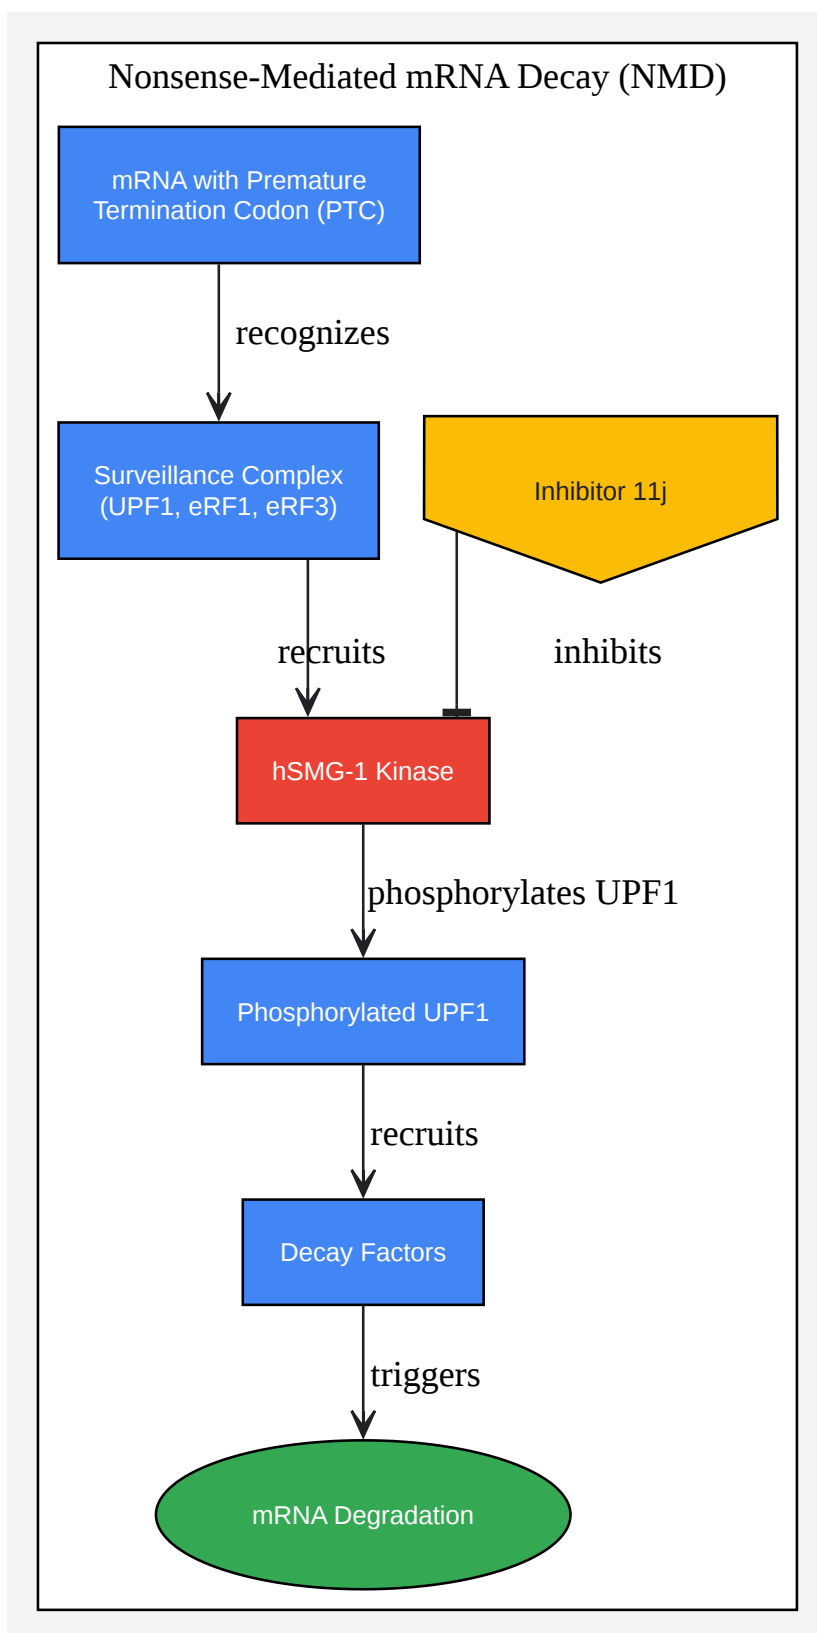 Nonsense-Mediated mRNA Decay (NMD)
mRNA with Premature
Termination Codon (PTC)
recognizes
Surveillance Complex
(UPF1, eRF1, eRF3)
Inhibitor 11j
recruits
inhibits
hSMG-1 Kinase
phosphorylates UPF1
Phosphorylated UPF1
recruits
Decay Factors
triggers
mRNA Degradation